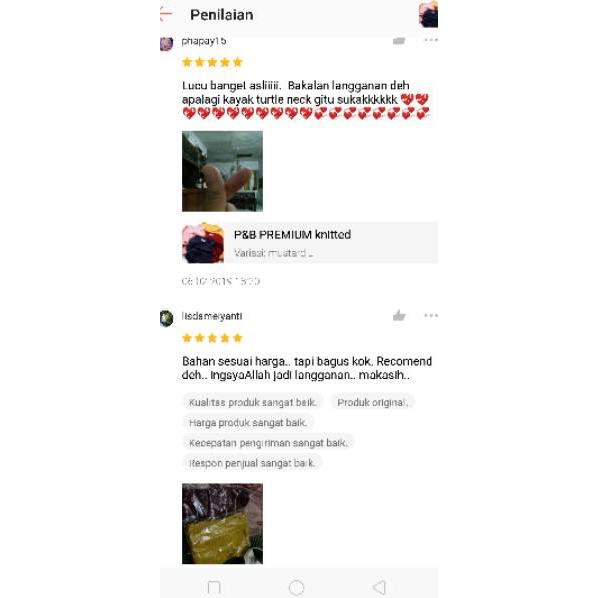 Penilaian
phapay15
Lucu banget asliiiii. Bakalan langganan deh
apalagi kayak turtle neck gitu sukakkkkkk
P&B PREMIUM knitted
Variasi: mustard
lisdameiyanti
Bahan sesuai harga.. tapi bagus kok. Recomend
deh.. ingsyaAllah jadi langganan.. makasih..
Kualitas produk sangat baik. Produk original.
Harga produk sangat baik.
Kecepatan pengiriman sangat baik.
Respon penjual sangat baik.